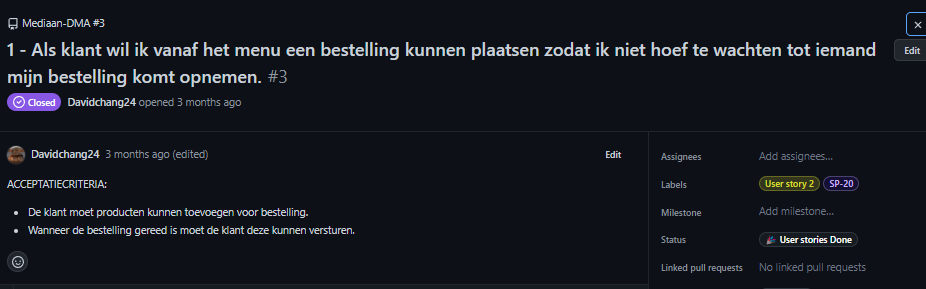 Mediaan-DMA #3
×
1 - Als klant wil ik vanaf het menu een bestelling kunnen plaatsen zodat ik niet hoef te wachten tot iemand
Edit
mijn bestelling komt opnemen. #3
Closed Davidchang24 opened 3 months ago
Davidchang24 3 months ago (edited) Edit
ACCEPTATIECRITERIA:
• De klant moet producten kunnen toevoegen voor bestelling.
• Wanneer de bestelling gereed is moet de klant deze kunnen versturen.
Assignees Add assignees...
Labels User story 2 SP-20
Milestone Add milestone...
Status 🎉 User stories Done
Linked pull requests No linked pull requests